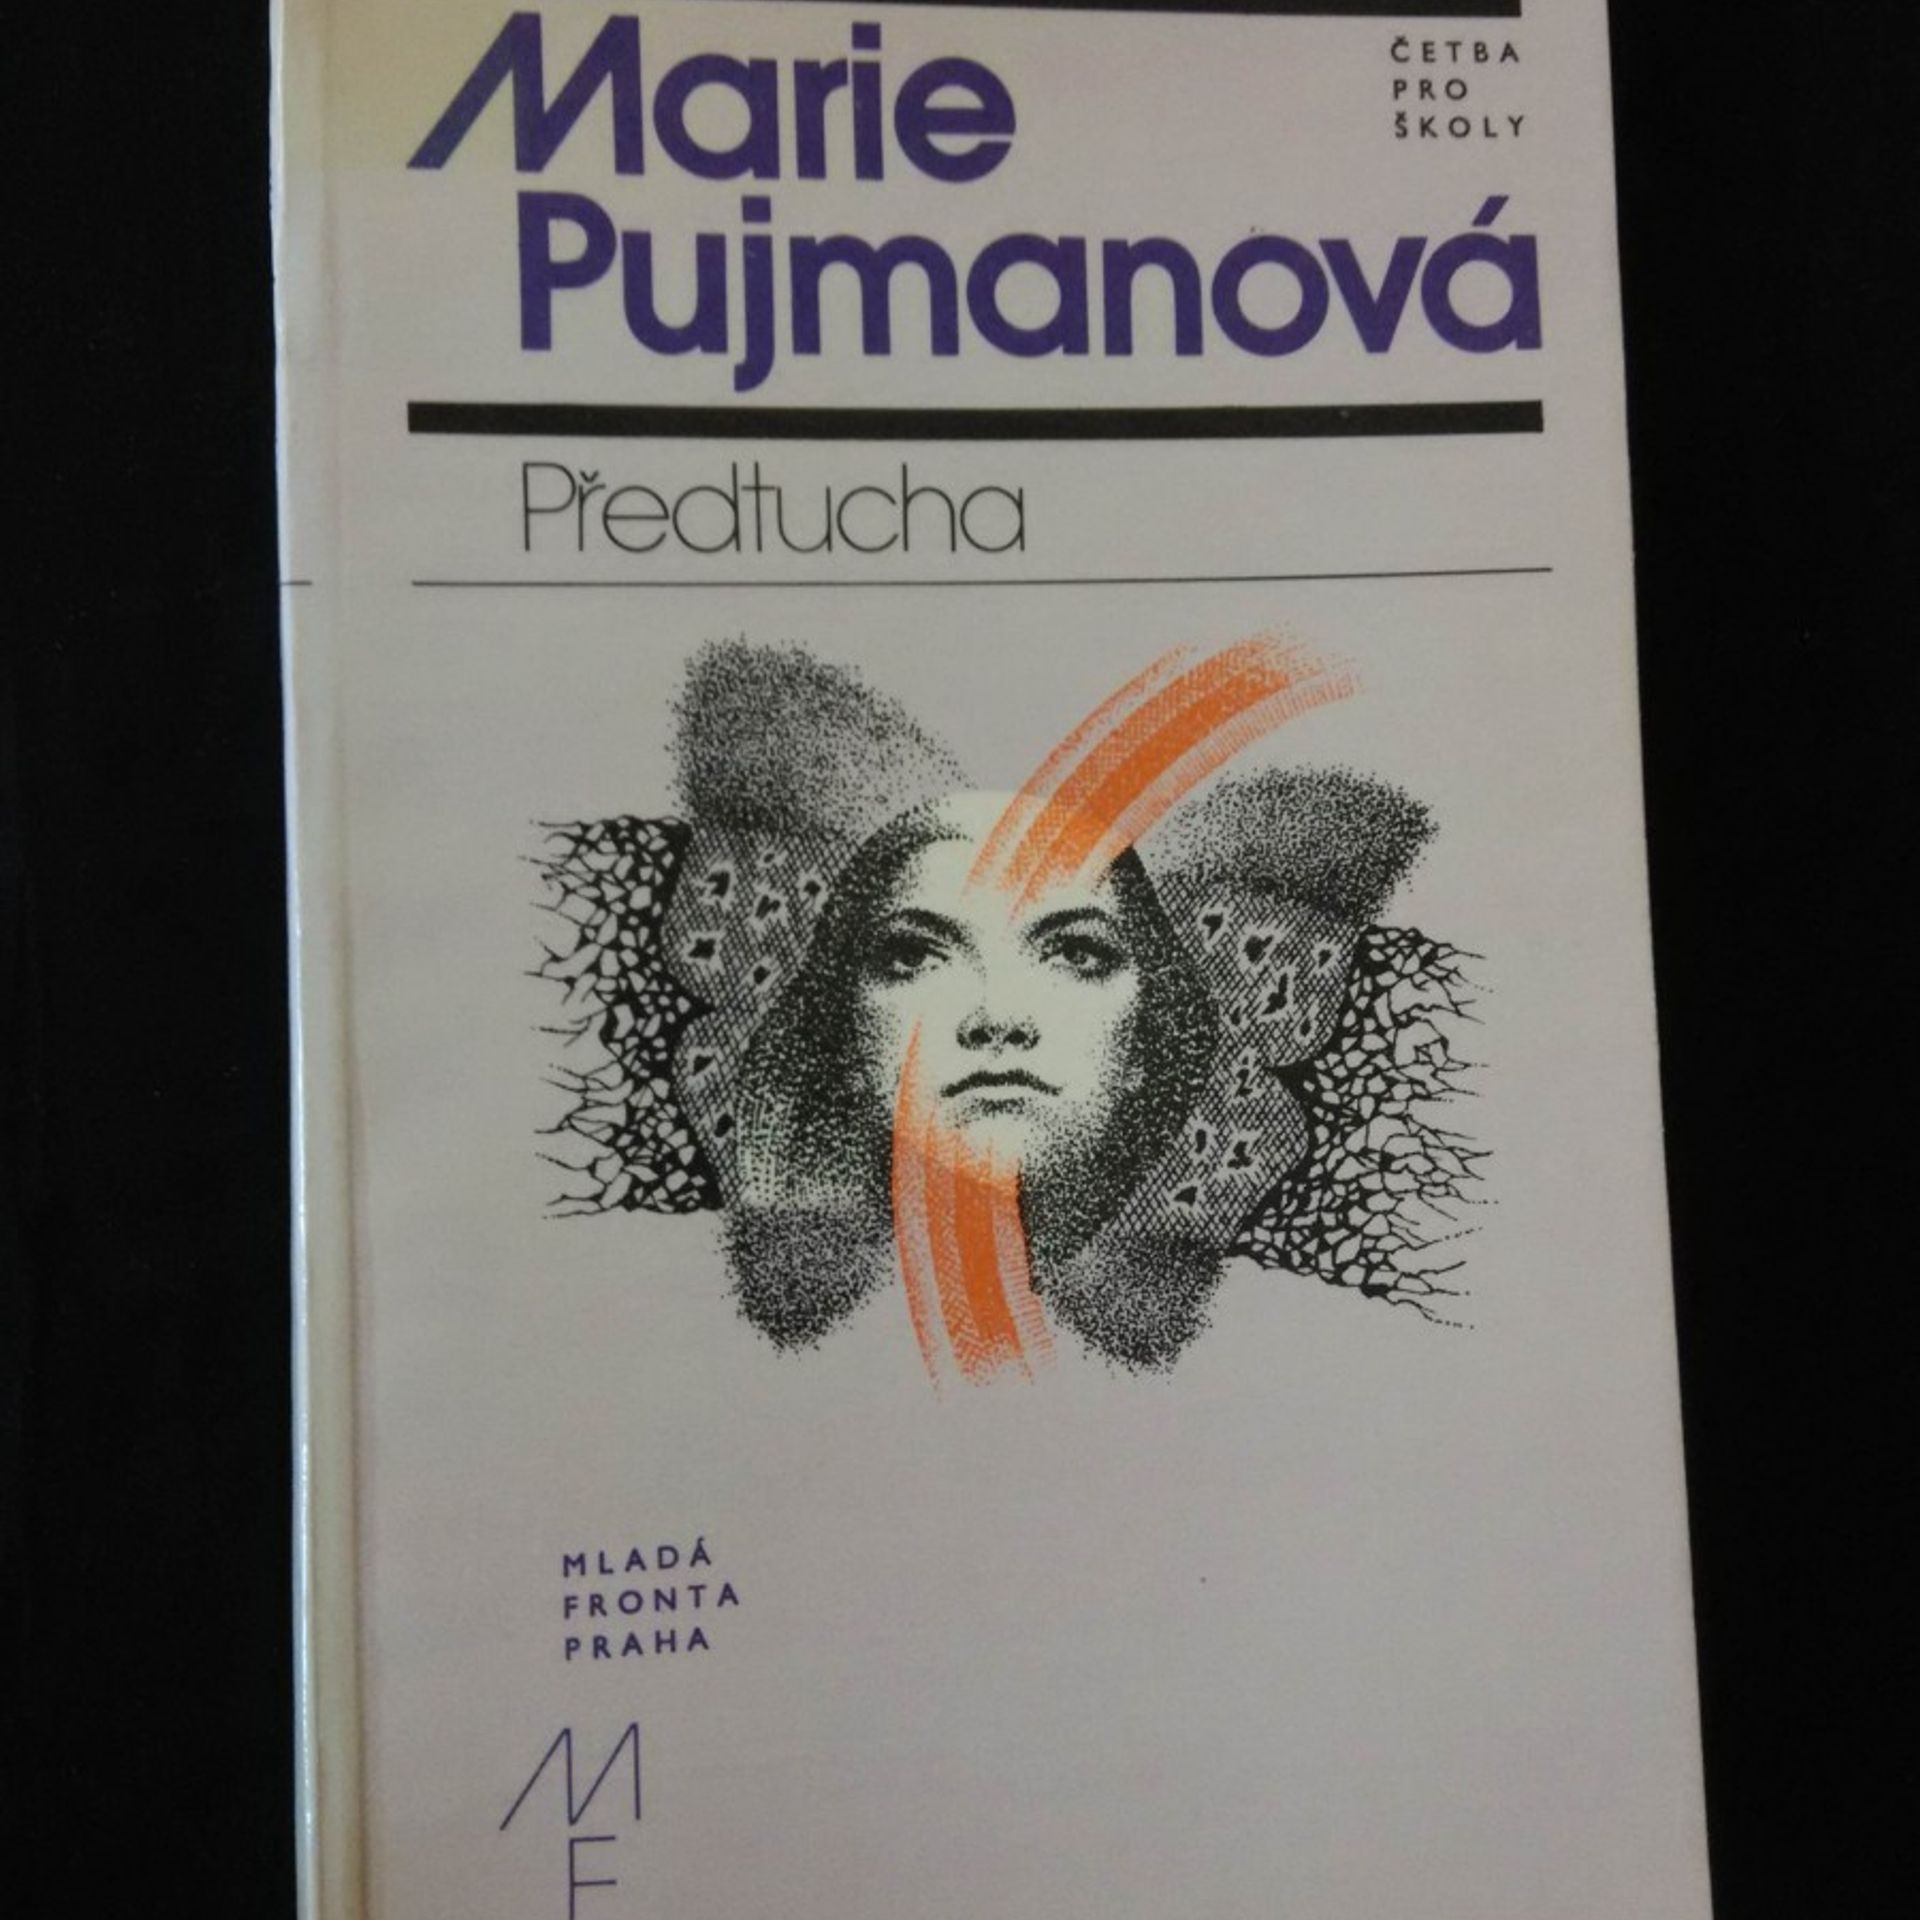 Marie
Pujmanová
ČETBA
PRO
ŠKOLY
Předtucha
MLADÁ
FRONTA
PRAHA
M
F